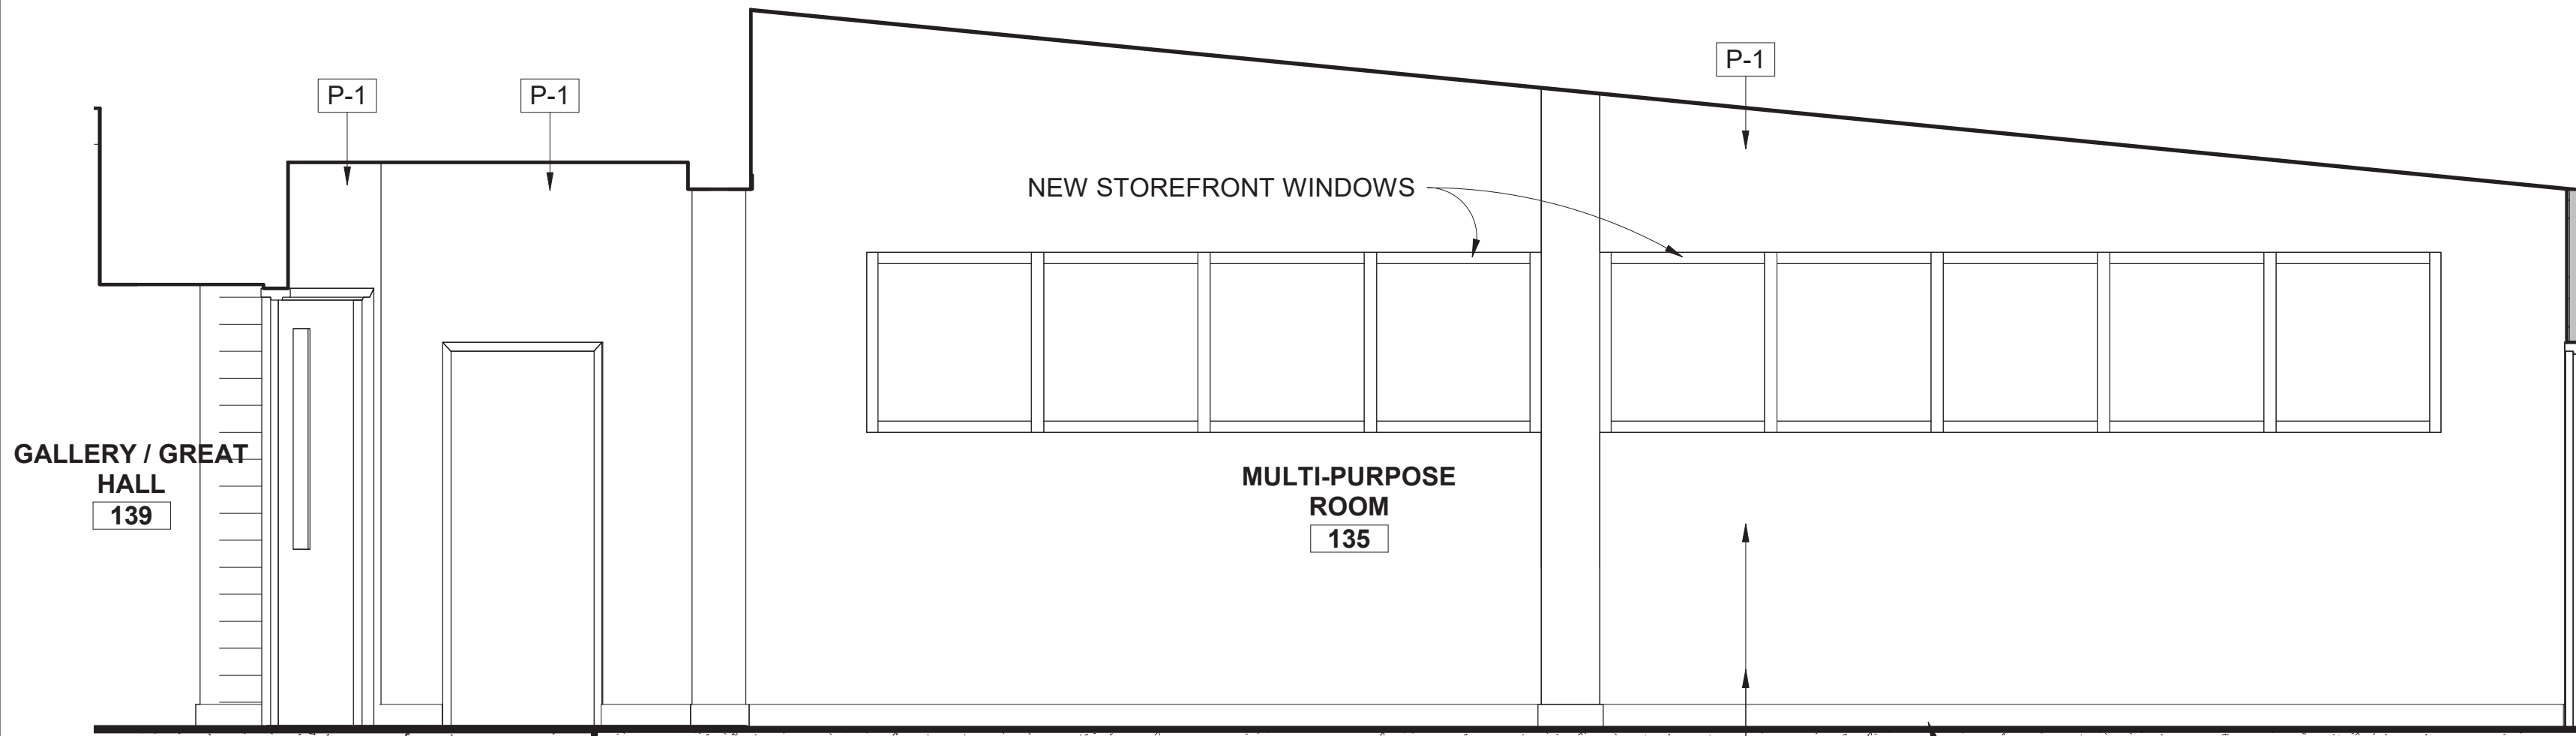 P-1
P-1
P-1
NEW STOREFRONT WINDOWS
GALLERY / GREAT
HALL
139
MULTI-PURPOSE
ROOM
135